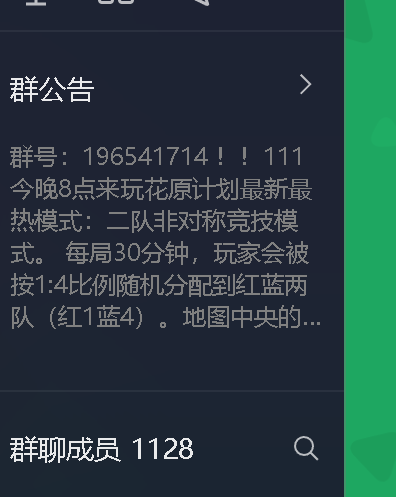 群公告
群号：196541714！！111
今晚8点来玩花原计划最新最
热模式：二队非对称竞技模
式。 每局30分钟，玩家会被
按1:4比例随机分配到红蓝两
队（红1蓝4）。地图中央的...
群聊成员 1128